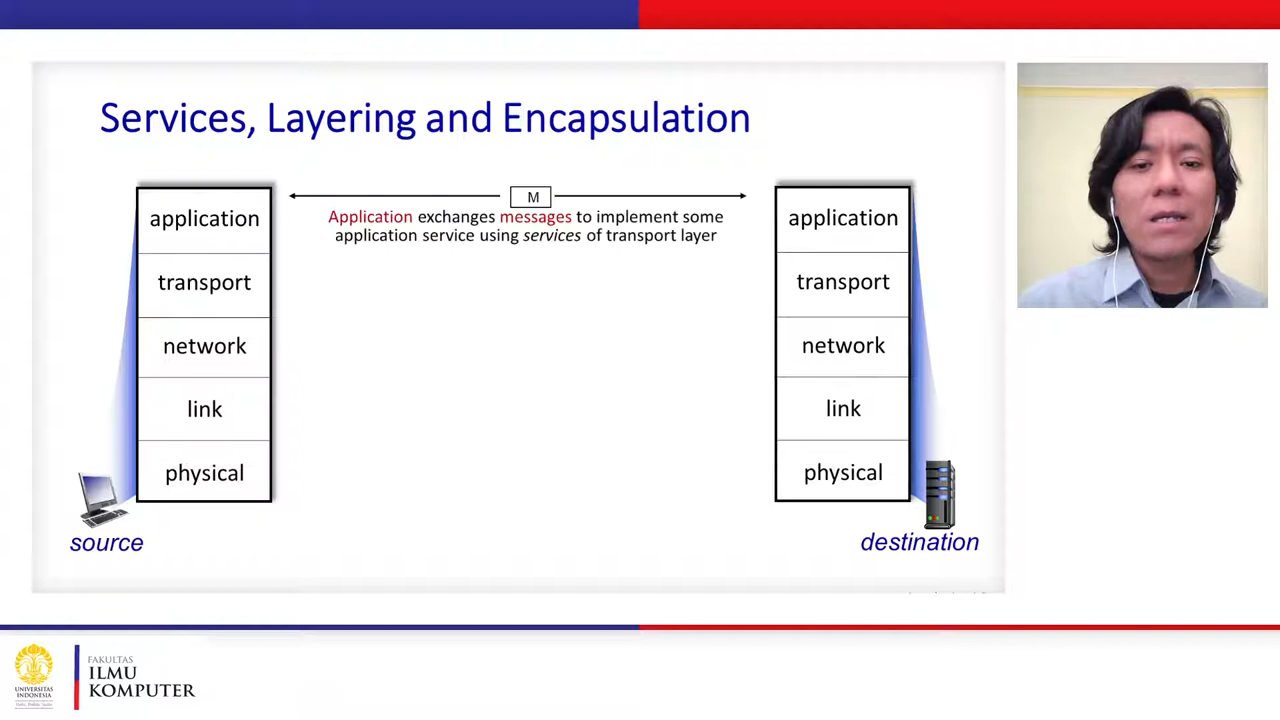 Services, Layering and Encapsulation
M
Application exchanges messages to implement some
application service using services of transport layer
application
transport
network
link
physical
source
application
transport
network
link
physical
destination
UNIVERSITAS
INDONESIA
FAKULTAS
ILMU
KOMPUTER